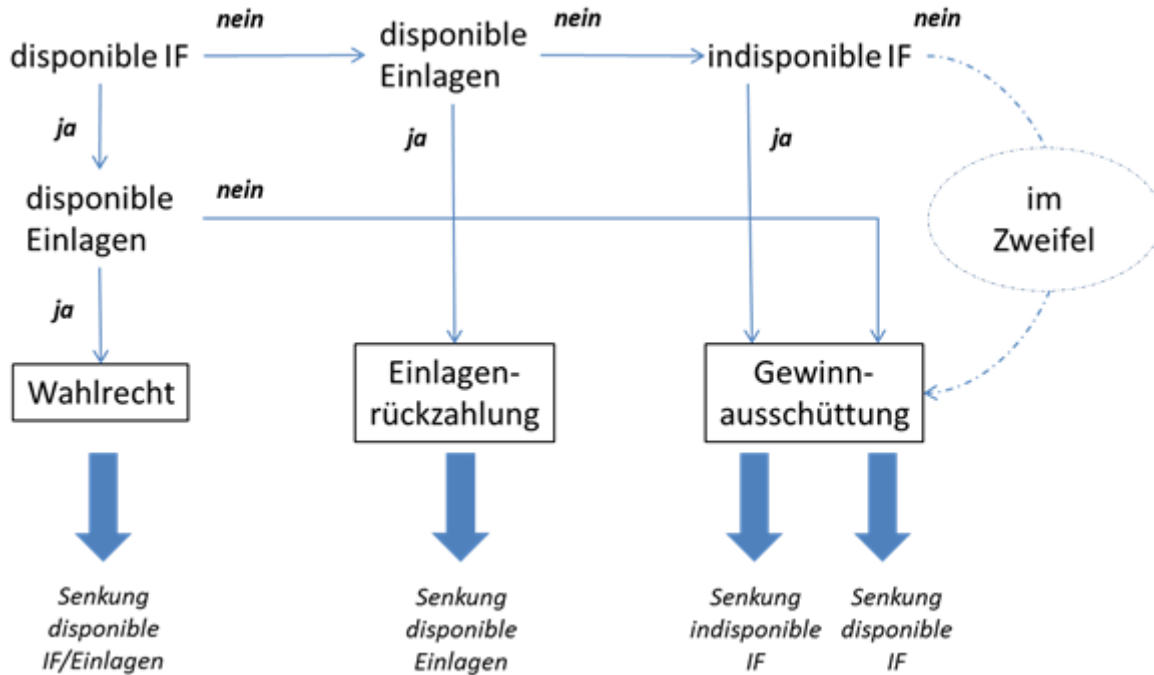 nein
nein
nein
disponible IF
disponible
Einlagen
indisponible IF
ja
ja
ja
disponible
Einlagen
nein
im
Zweifel
ja
Wahlrecht
Einlagen-
rückzahlung
Gewinn-
ausschüttung
Senkung
disponible
IF/Einlagen
Senkung
disponible
Einlagen
Senkung
indisponible
IF
Senkung
disponible
IF